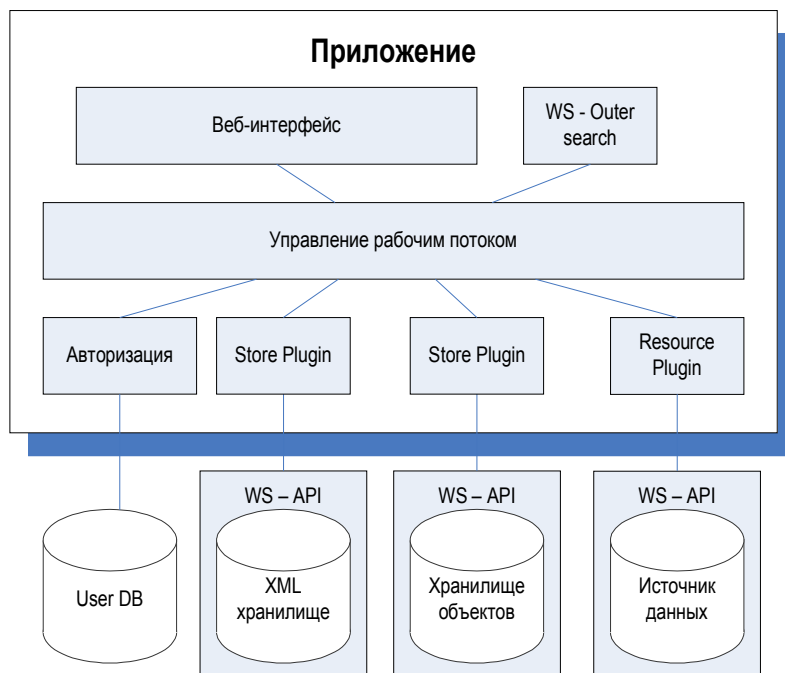 Приложение
Веб-интерфейс
WS - Outer
search
Управление рабочим потоком
Авторизация
Store Plugin
Store Plugin
Resource
Plugin
WS – API
WS – API
WS – API
User DB
XML
хранилище
Хранилище
объектов
Источник
данных